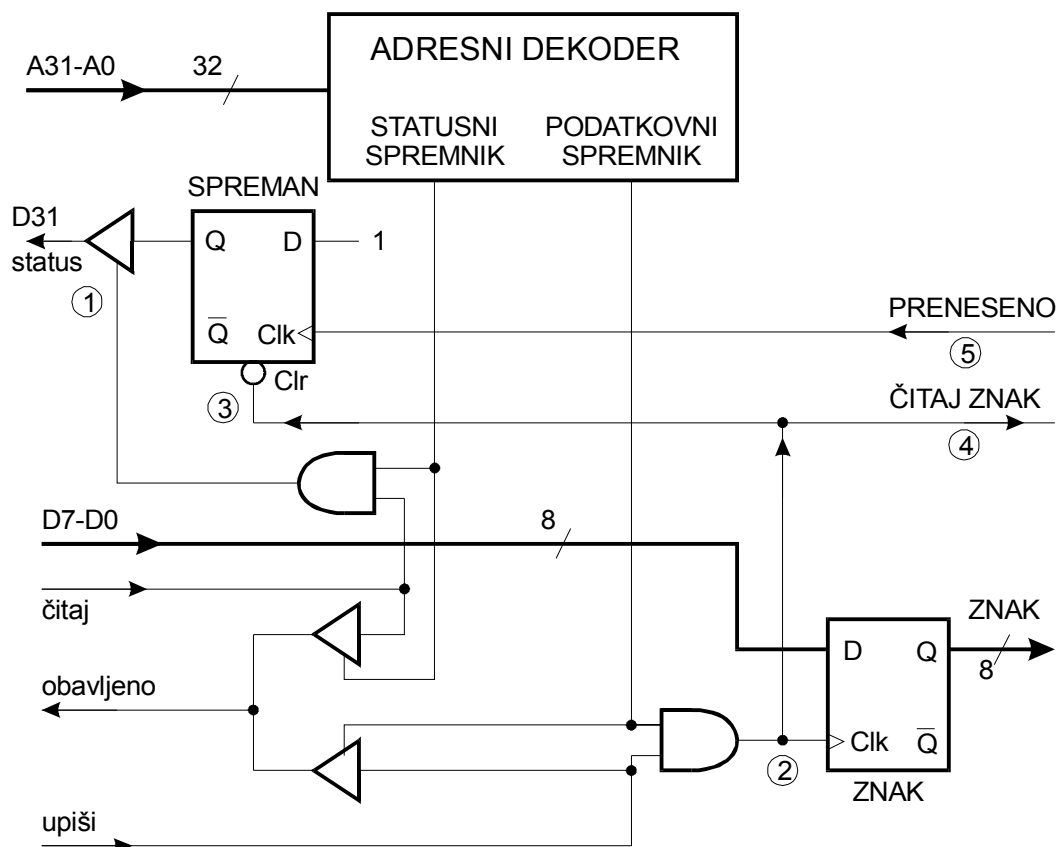 ADRESNI DEKODER
A31-A0
32
STATUSNI
SPREMNIK
PODATKOVNI
SPREMNIK
SPREMAN
D31
status
1
Q
D
1
Q̅
Clk
PRENESENO
5
Clr
3
ČITAJ ZNAK
4
D7-D0
8
čitaj
ZNAK
D
Q
8
obavljeno
Clk
Q̅
2
ZNAK
upiši